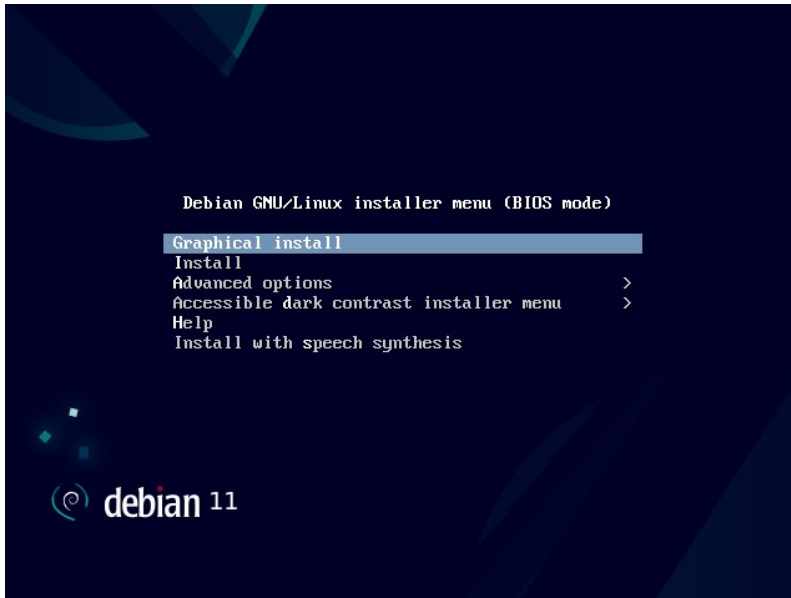 Debian GNU/Linux installer menu (BIOS mode)
Graphical install
Install
Advanced options >
Accessible dark contrast installer menu >
Help
Install with speech synthesis
debian 11